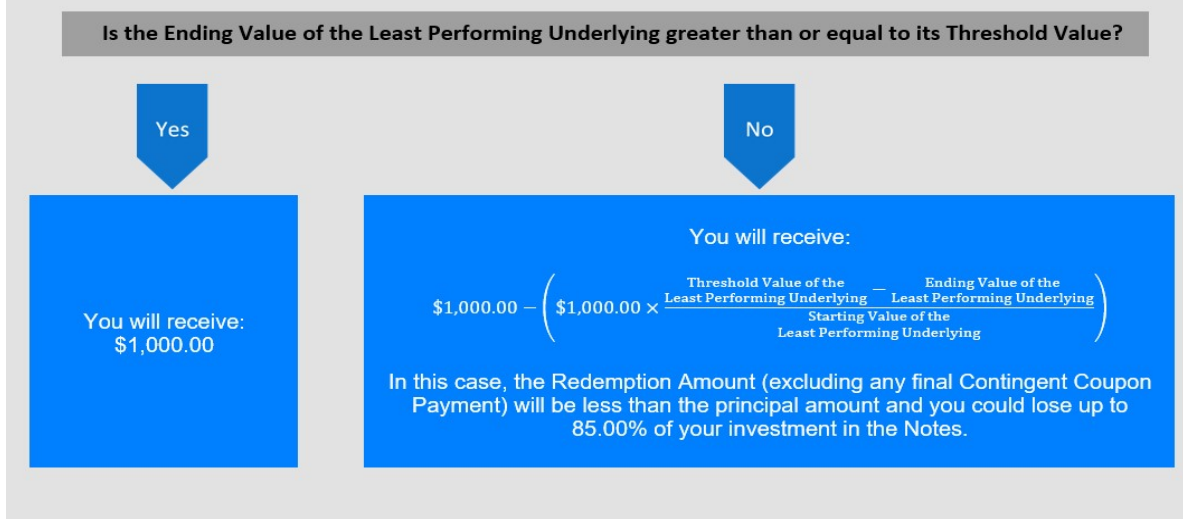 Is the Ending Value of the Least Performing Underlying greater than or equal to its Threshold Value?
Yes
No
You will receive:
$1,000.00
You will receive:
$1,000.00 − ($1,000.00 × (Threshold Value of the Least Performing Underlying − Ending Value of the Least Performing Underlying) / Starting Value of the Least Performing Underlying)
In this case, the Redemption Amount (excluding any final Contingent Coupon
Payment) will be less than the principal amount and you could lose up to
85.00% of your investment in the Notes.